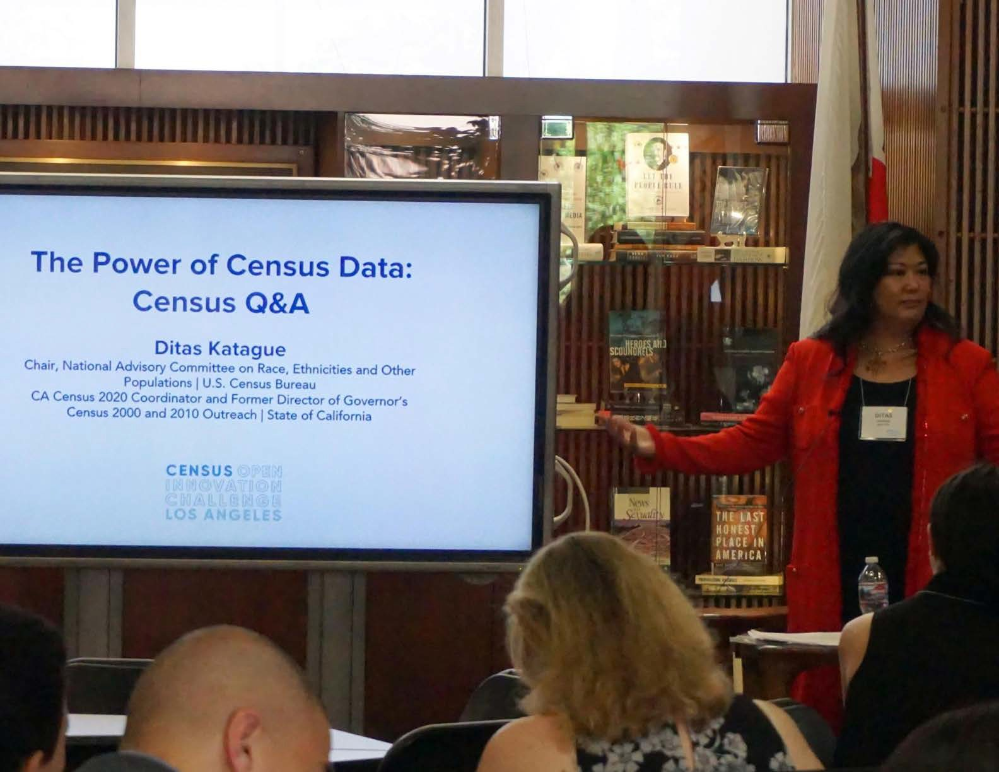 The Power of Census Data:
Census Q&A
Ditas Katague
Chair, National Advisory Committee on Race, Ethnicities and Other
Populations | U.S. Census Bureau
CA Census 2020 Coordinator and Former Director of Governor's
Census 2000 and 2010 Outreach | State of California
CENSUS OPEN
INNOVATION
CHALLENGE
LOS ANGELES
LET THE
PEOPLE RULE
MEDIA
HEROES AND
SCOUNDRELS
DITAS
News
Sexuality
THE LAST
HONEST
PLACE IN
AMERICA